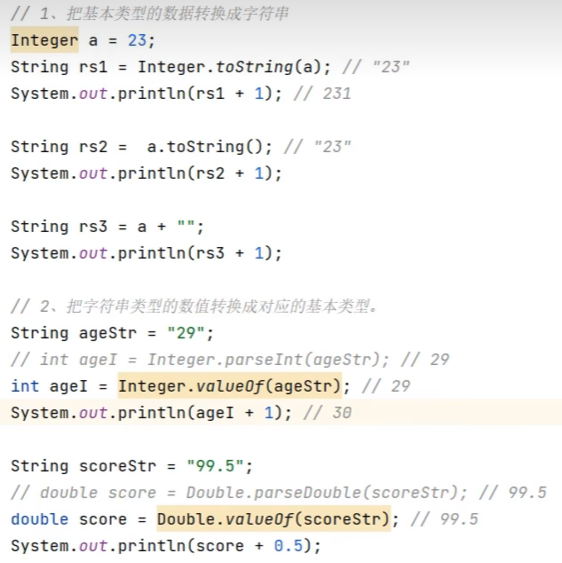 // 1、把基本类型的数据转换成字符串
Integer a = 23;
String rs1 = Integer.toString(a); // "23"
System.out.println(rs1 + 1); // 231
String rs2 =  a.toString(); // "23"
System.out.println(rs2 + 1);
String rs3 = a + "";
System.out.println(rs3 + 1);
// 2、把字符串类型的数值转换成对应的基本类型。
String ageStr = "29";
// int ageI = Integer.parseInt(ageStr); // 29
int ageI = Integer.valueOf(ageStr); // 29
System.out.println(ageI + 1); // 30
String scoreStr = "99.5";
// double score = Double.parseDouble(scoreStr); // 99.5
double score = Double.valueOf(scoreStr); // 99.5
System.out.println(score + 0.5);